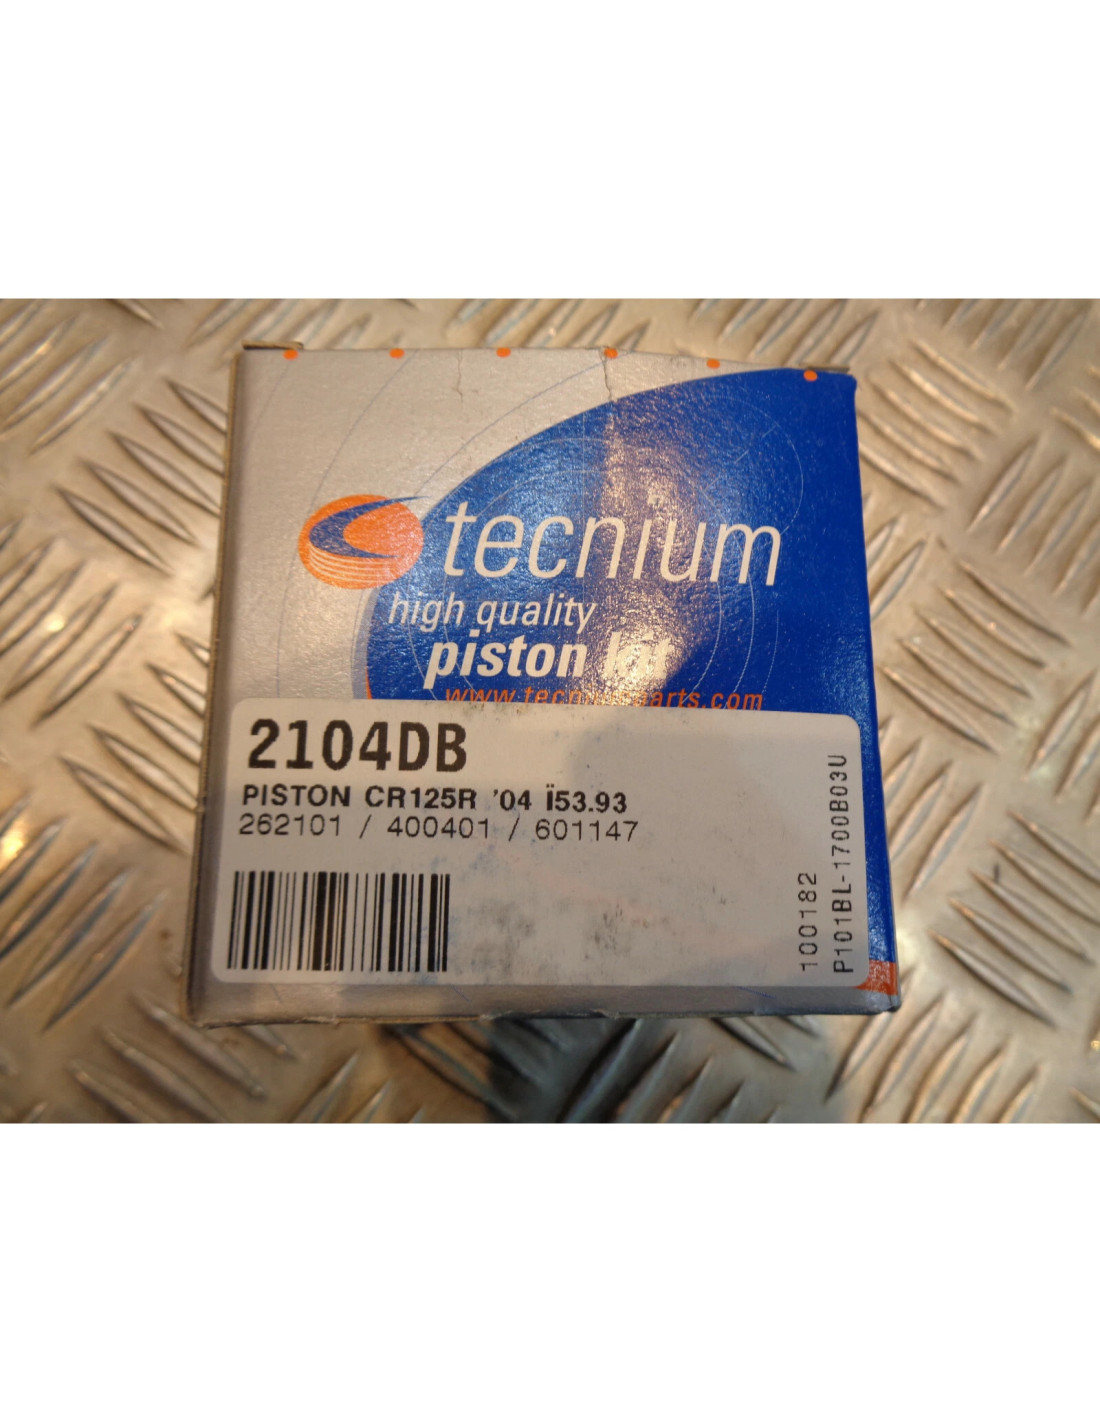 tecnium
high quality
piston kit
2104DB
PISTON CR125R '04 Ï53.93
262101 / 400401 / 601147
100182
P101BL-1700B03U